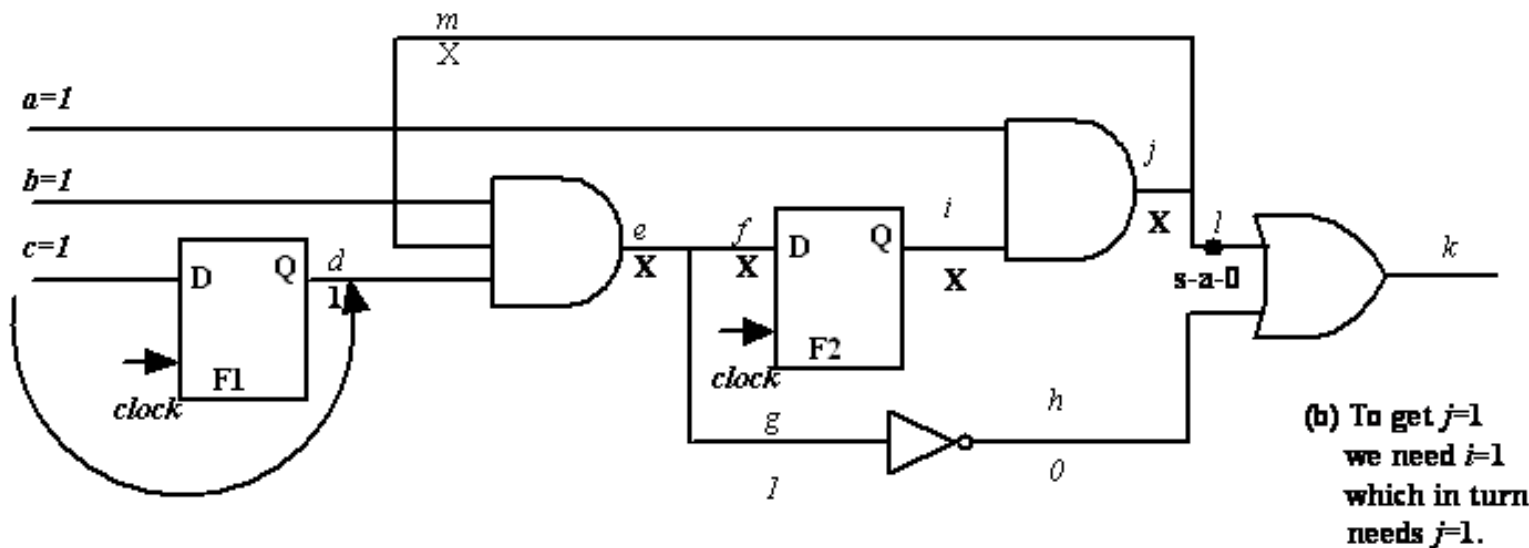 m
X
a=1
b=1
c=1
D Q
F1
clock
d
1
e
X
f
X
D Q
F2
clock
i
X
j
X
l
s-a-0
k
g
1
h
0
(b) To get j=1
we need i=1
which in turn
needs j=1.